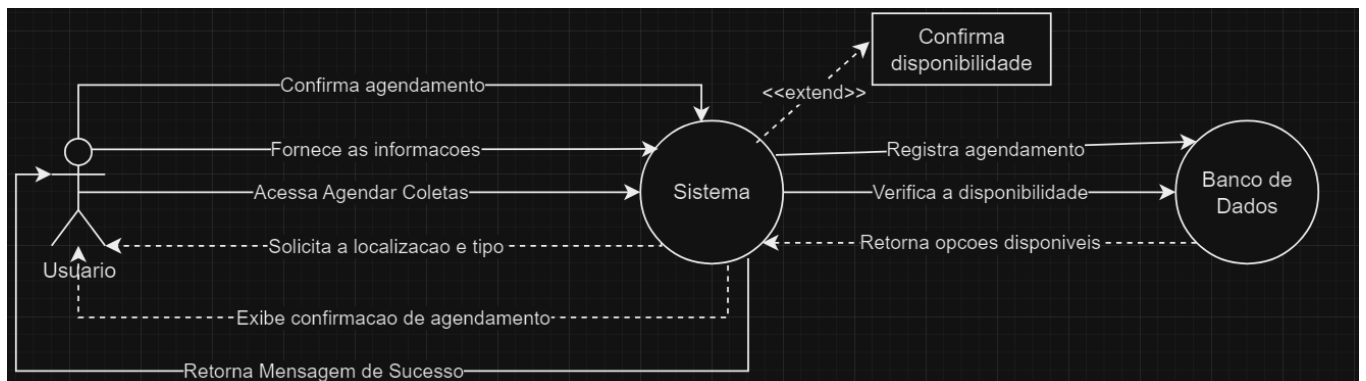 Confirma
disponibilidade
Confirma agendamento
<<extend>>
Fornece as informacoes
Registra agendamento
Acessa Agendar Coletas
Sistema
Verifica a disponibilidade
Banco de
Dados
Solicita a localizacao e tipo
Retorna opcoes disponiveis
Usuario
Exibe confirmacao de agendamento
Retorna Mensagem de Sucesso